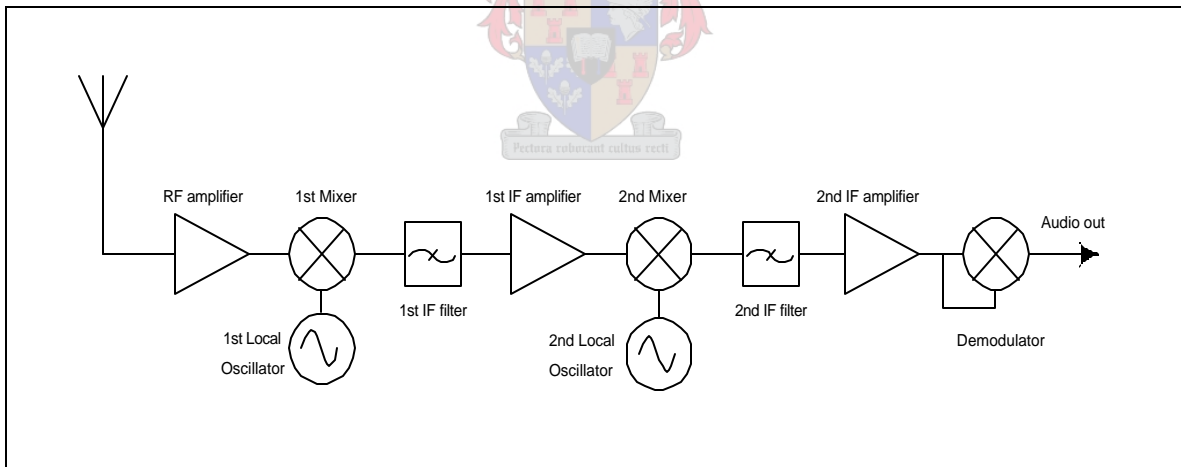 Pectora roborant cultus recti
RF amplifier
1st Mixer
1st IF amplifier
2nd Mixer
2nd IF amplifier
Audio out
1st IF filter
2nd IF filter
1st Local
Oscillator
2nd Local
Oscillator
Demodulator